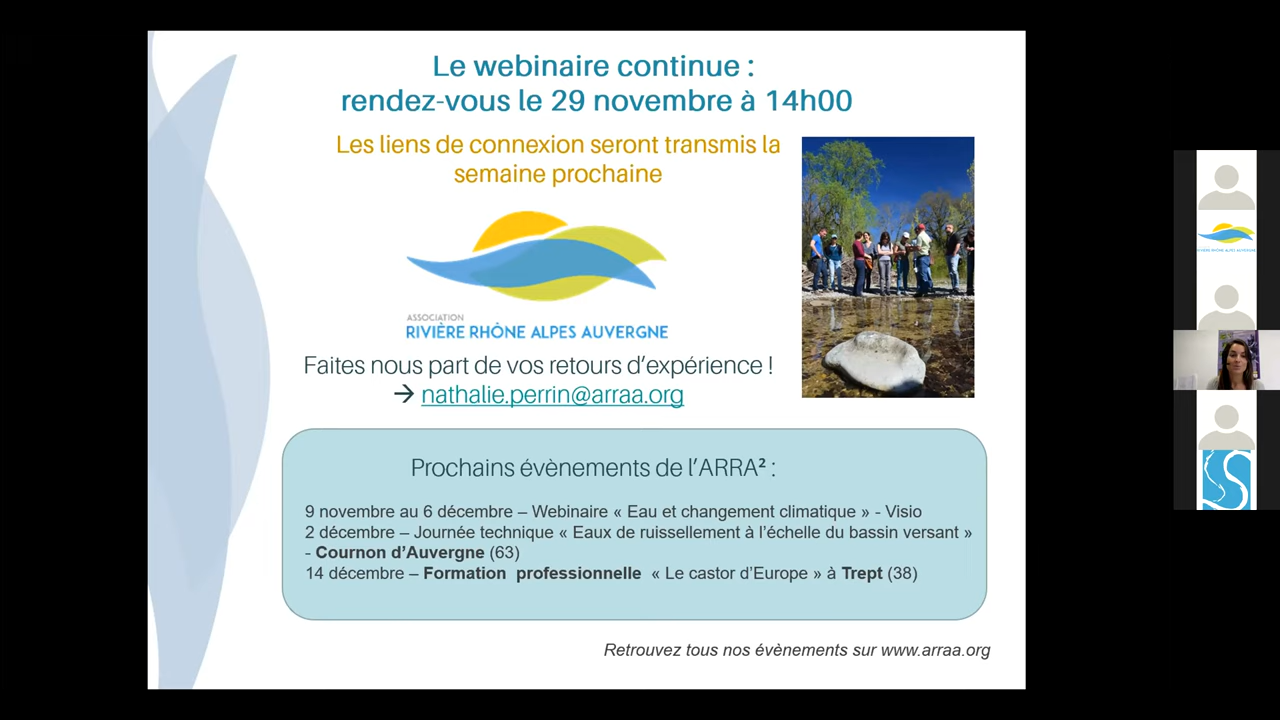 Le webinaire continue :
rendez-vous le 29 novembre à 14h00
Les liens de connexion seront transmis la
semaine prochaine
ASSOCIATION
RIVIÈRE RHÔNE ALPES AUVERGNE
Faites nous part de vos retours d'expérience !
→ nathalie.perrin@arraa.org
Prochains évènements de l'ARRA² :
9 novembre au 6 décembre – Webinaire « Eau et changement climatique » - Visio
2 décembre – Journée technique « Eaux de ruissellement à l'échelle du bassin versant »
- Cournon d'Auvergne (63)
14 décembre – Formation professionnelle « Le castor d'Europe » à Trept (38)
Retrouvez tous nos évènements sur www.arraa.org
RIVIÈRE RHÔNE ALPES AUVERGNE